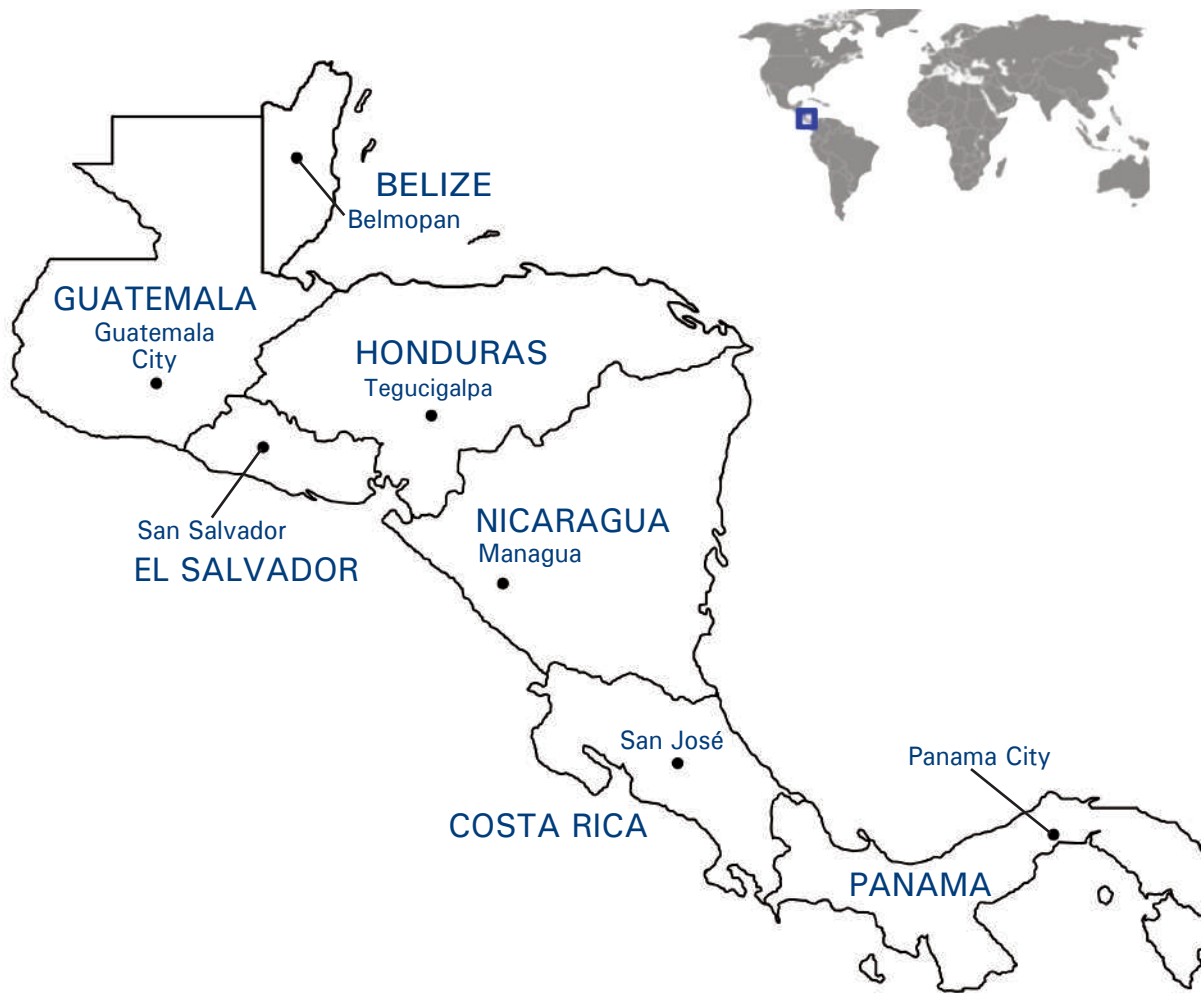 BELIZE
Belmopan
GUATEMALA
Guatemala
City
HONDURAS
Tegucigalpa
San Salvador
EL SALVADOR
NICARAGUA
Managua
San José
COSTA RICA
Panama City
PANAMA